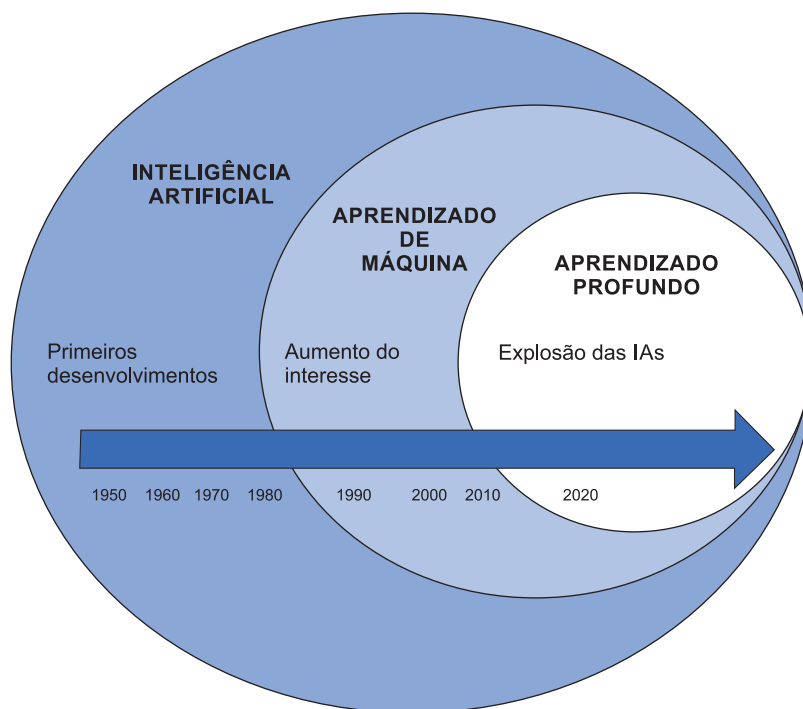 INTELIGÊNCIA
ARTIFICIAL
APRENDIZADO
DE
MÁQUINA
APRENDIZADO
PROFUNDO
Primeiros
desenvolvimentos
Aumento do
interesse
Explosão das IAs
1950 1960 1970 1980 1990 2000 2010 2020